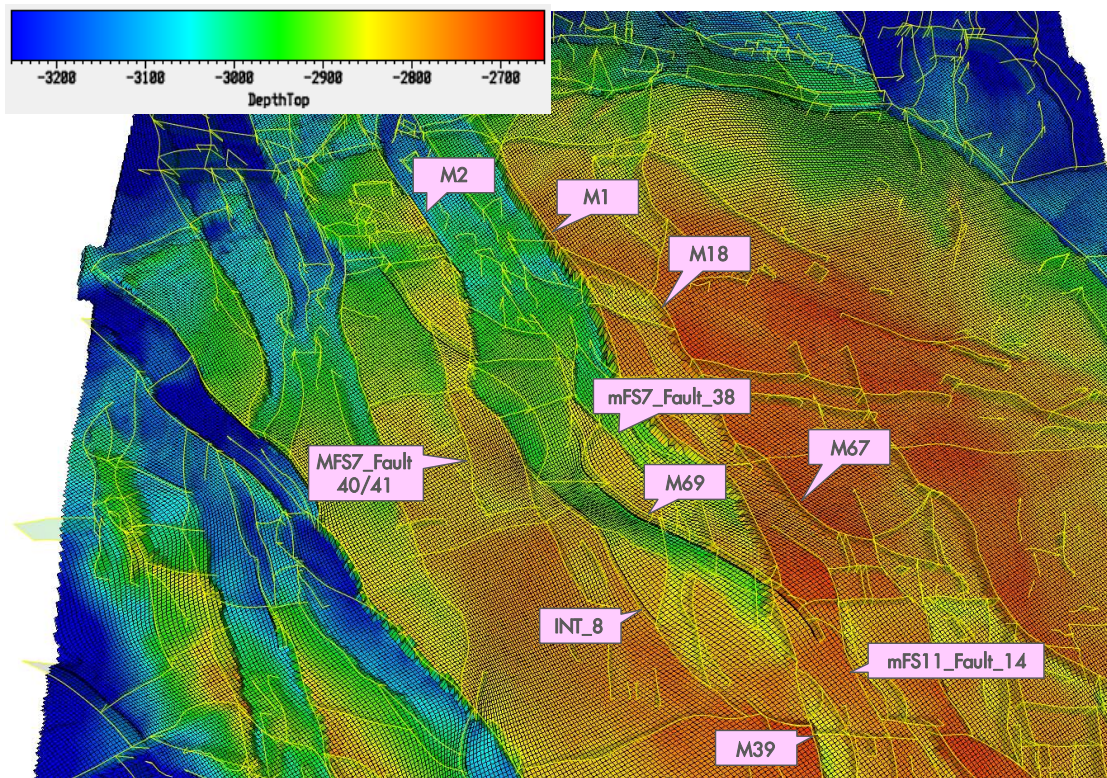 -3200 -3100 -3000 -2900 -2800 -2700
DepthTop
M2
M1
M18
mFS7_Fault_38
M67
MFS7_Fault
40/41
M69
INT_8
mFS11_Fault_14
M39